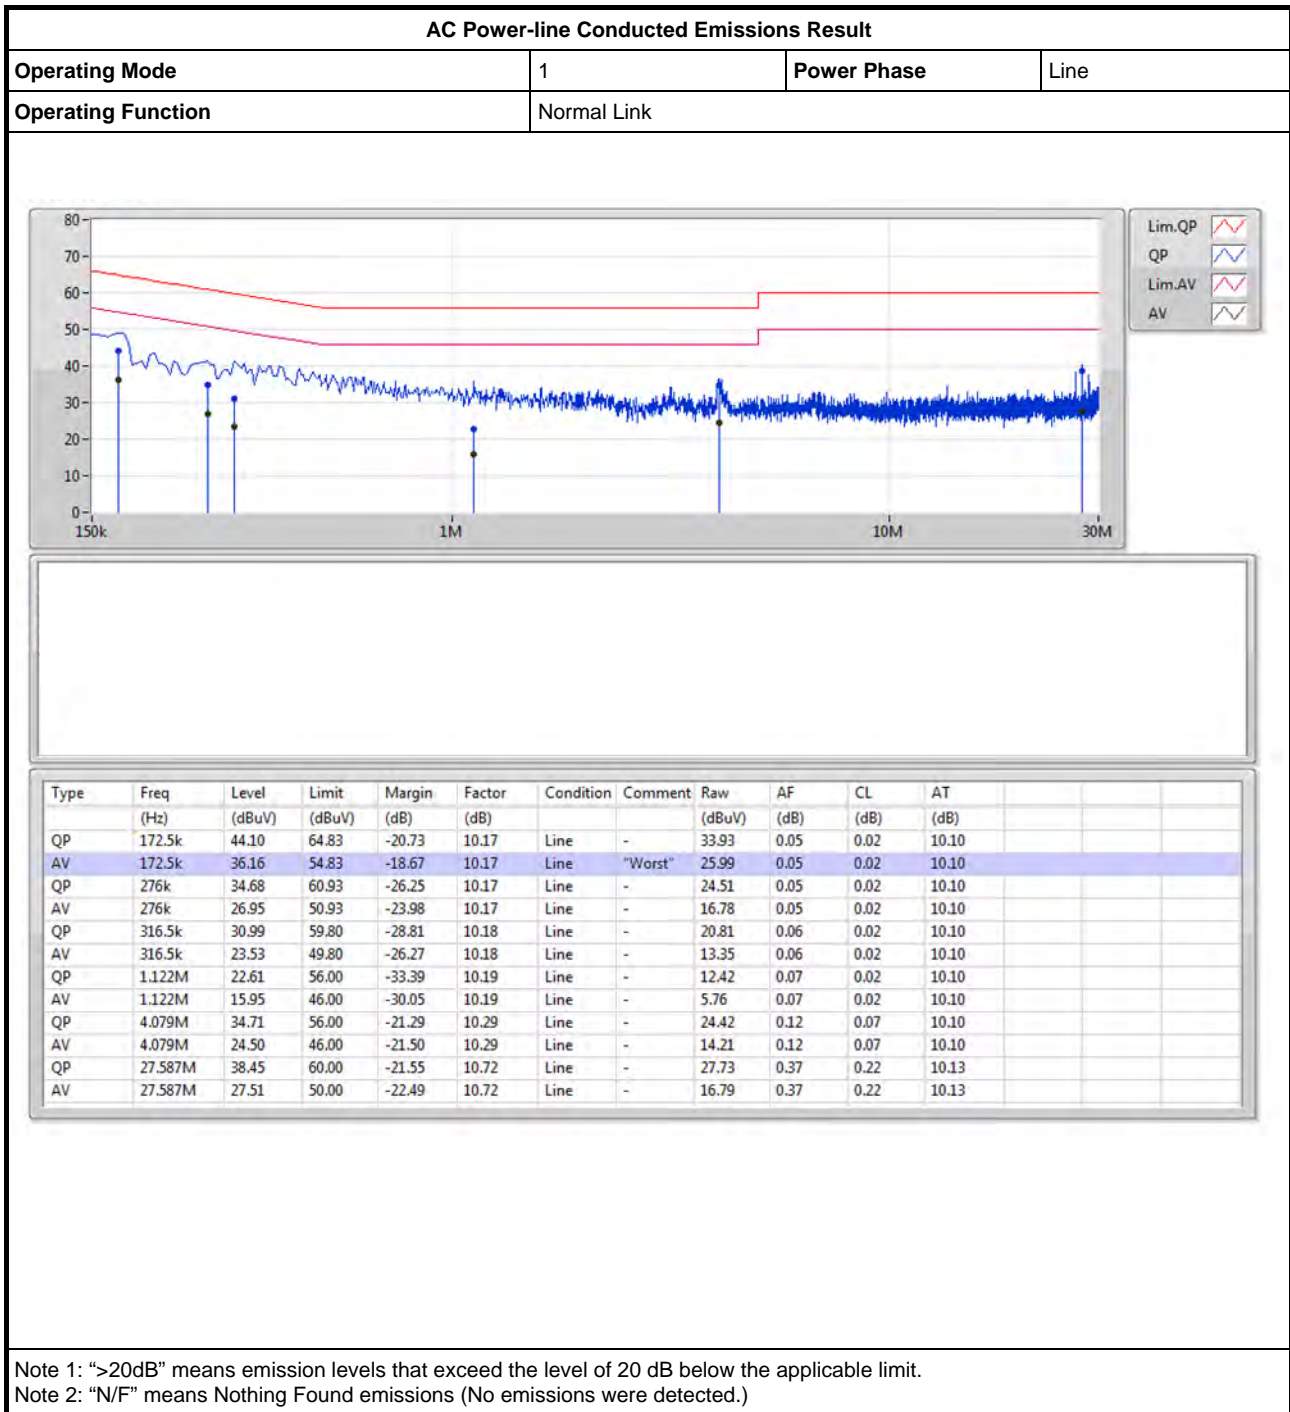 AC Power-line Conducted Emissions Result
Operating Mode 1 Power Phase Line
Operating Function Normal Link
80
70
60
50
40
30
20
10
0
150k 1M 10M 30M
Lim.QP
QP
Lim.AV
AV
Type Freq Level Limit Margin Factor Condition Comment Raw AF CL AT
(Hz) (dBuV) (dBuV) (dB) (dB) (dBuV) (dB) (dB) (dB)
QP 172.5k 44.10 64.83 -20.73 10.17 Line - 33.93 0.05 0.02 10.10
AV 172.5k 36.16 54.83 -18.67 10.17 Line "Worst" 25.99 0.05 0.02 10.10
QP 276k 34.68 60.93 -26.25 10.17 Line - 24.51 0.05 0.02 10.10
AV 276k 26.95 50.93 -23.98 10.17 Line - 16.78 0.05 0.02 10.10
QP 316.5k 30.99 59.80 -28.81 10.18 Line - 20.81 0.06 0.02 10.10
AV 316.5k 23.53 49.80 -26.27 10.18 Line - 13.35 0.06 0.02 10.10
QP 1.122M 22.61 56.00 -33.39 10.19 Line - 12.42 0.07 0.02 10.10
AV 1.122M 15.95 46.00 -30.05 10.19 Line - 5.76 0.07 0.02 10.10
QP 4.079M 34.71 56.00 -21.29 10.29 Line - 24.42 0.12 0.07 10.10
AV 4.079M 24.50 46.00 -21.50 10.29 Line - 14.21 0.12 0.07 10.10
QP 27.587M 38.45 60.00 -21.55 10.72 Line - 27.73 0.37 0.22 10.13
AV 27.587M 27.51 50.00 -22.49 10.72 Line - 16.79 0.37 0.22 10.13
Note 1: “>20dB” means emission levels that exceed the level of 20 dB below the applicable limit.
Note 2: “N/F” means Nothing Found emissions (No emissions were detected.)